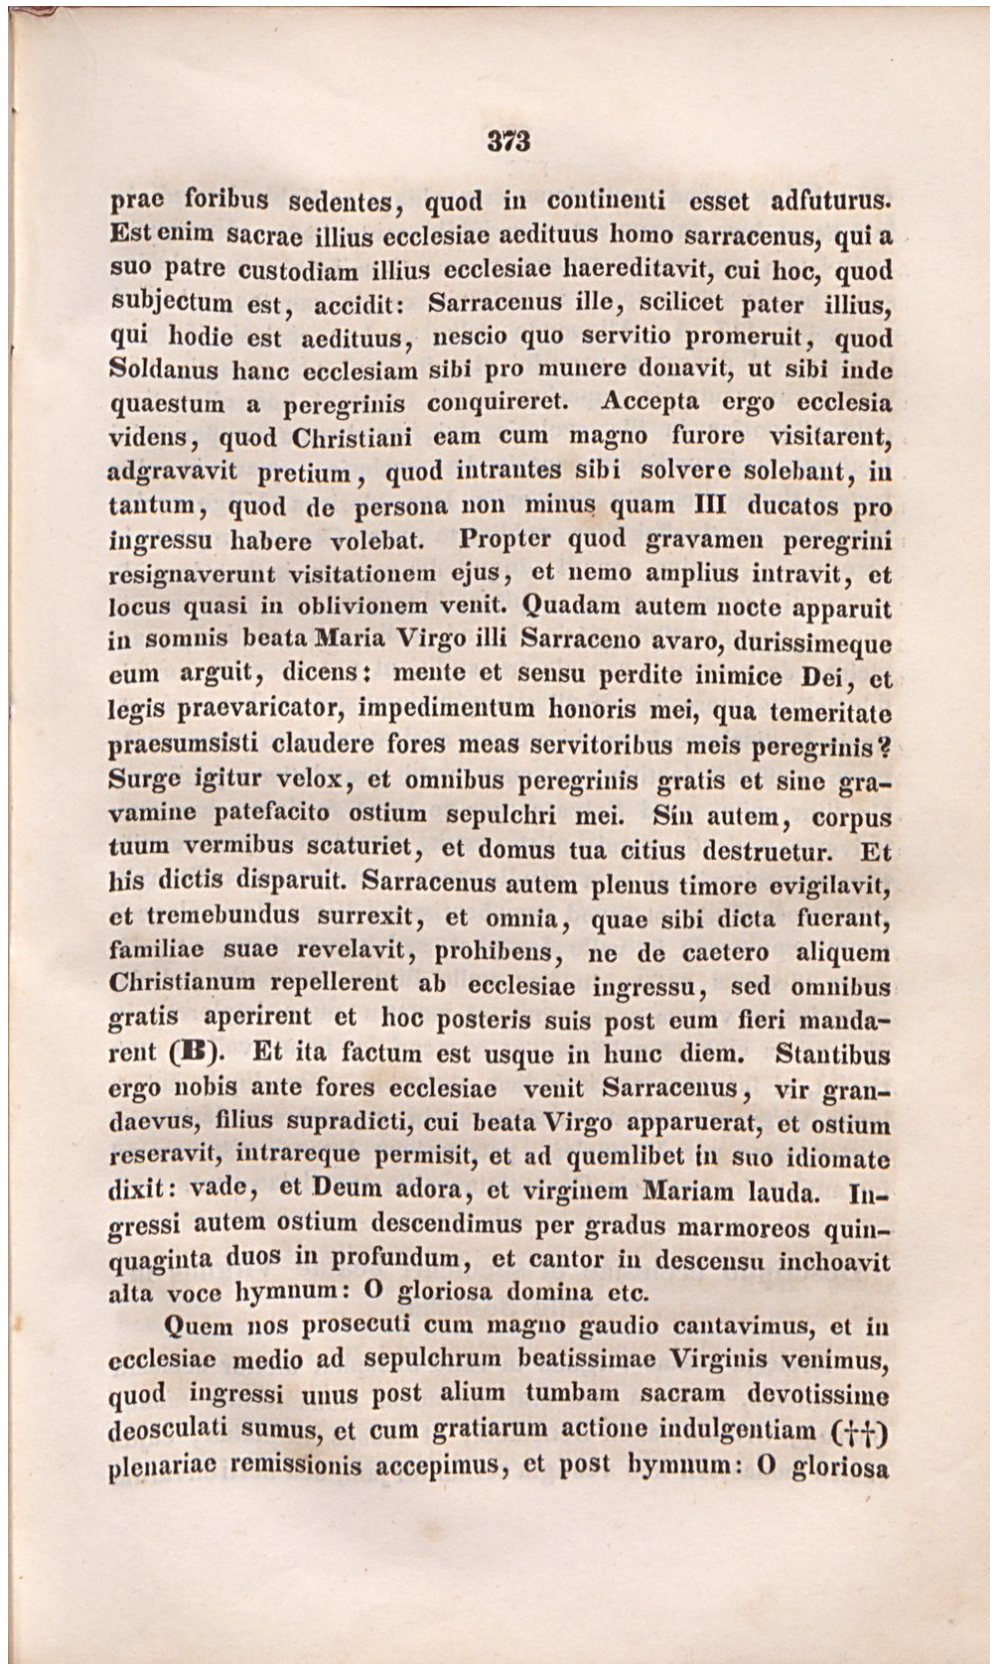 373
prae foribus sedentes, quod in continenti esset adfuturus.
Est enim sacrae illius ecclesiae aedituus homo sarracenus, qui a
suo patre custodiam illius ecclesiae haereditavit, cui hoc, quod
subjectum est, accidit: Sarracenus ille, scilicet pater illius,
qui hodie est aedituus, nescio quo servitio promeruit, quod
Soldanus hanc ecclesiam sibi pro munere donavit, ut sibi inde
quaestum a peregrinis conquireret. Accepta ergo ecclesia
videns, quod Christiani eam cum magno furore visitarent,
adgravavit pretium, quod intrantes sibi solvere solebant, in
tantum, quod de persona non minus quam III ducatos pro
ingressu habere volebat. Propter quod gravamen peregrini
resignaverunt visitationem ejus, et nemo amplius intravit, et
locus quasi in oblivionem venit. Quadam autem nocte apparuit
in somnis beata Maria Virgo illi Sarraceno avaro, durissimeque
eum arguit, dicens: mente et sensu perdite inimice Dei, et
legis praevaricator, impedimentum honoris mei, qua temeritate
praesumsisti claudere fores meas servitoribus meis peregrinis?
Surge igitur velox, et omnibus peregrinis gratis et sine gra-
vamine patefacito ostium sepulchri mei. Sin autem, corpus
tuum vermibus scaturiet, et domus tua citius destruetur. Et
his dictis disparuit. Sarracenus autem plenus timore evigilavit,
et tremebundus surrexit, et omnia, quae sibi dicta fuerant,
familiae suae revelavit, prohibens, ne de caetero aliquem
Christianum repellerent ab ecclesiae ingressu, sed omnibus
gratis aperirent et hoc posteris suis post eum fieri manda-
rent (B). Et ita factum est usque in hunc diem. Stantibus
ergo nobis ante fores ecclesiae venit Sarracenus, vir gran-
daevus, filius supradicti, cui beata Virgo apparuerat, et ostium
reseravit, intrareque permisit, et ad quemlibet in suo idiomate
dixit: vade, et Deum adora, et virginem Mariam lauda. In-
gressi autem ostium descendimus per gradus marmoreos quin-
quaginta duos in profundum, et cantor in descensu inchoavit
alta voce hymnum: O gloriosa domina etc.
Quem nos prosecuti cum magno gaudio cantavimus, et in
ecclesiae medio ad sepulchrum beatissimae Virginis venimus,
quod ingressi unus post alium tumbam sacram devotissime
deosculati sumus, et cum gratiarum actione indulgentiam (††)
plenariae remissionis accepimus, et post hymnum: O gloriosa